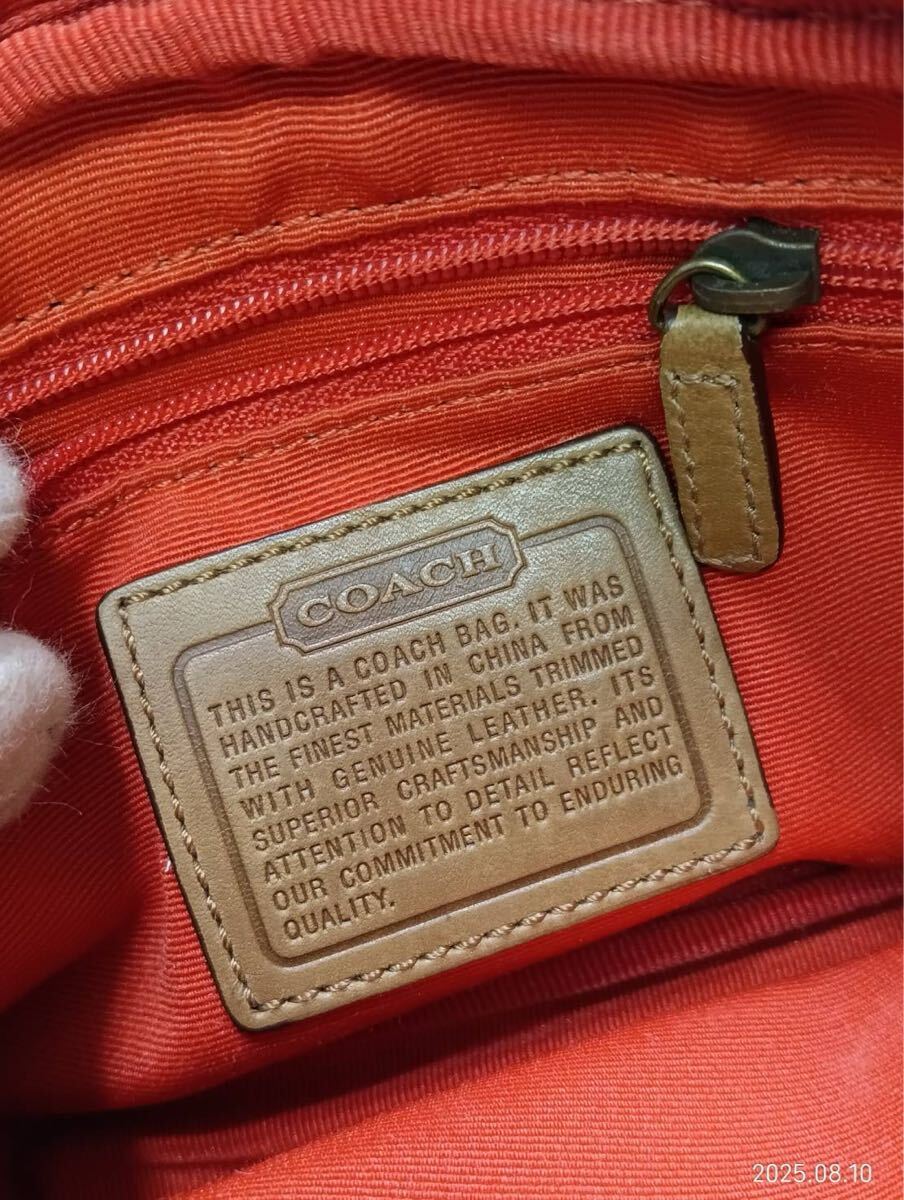 COACH
THIS IS A COACH BAG. IT WAS
HANDCRAFTED IN CHINA FROM
THE FINEST MATERIALS TRIMMED
WITH GENUINE LEATHER. ITS
SUPERIOR CRAFTSMANSHIP AND
ATTENTION TO DETAIL REFLECT
OUR COMMITMENT TO ENDURING
QUALITY.
2025.08.10